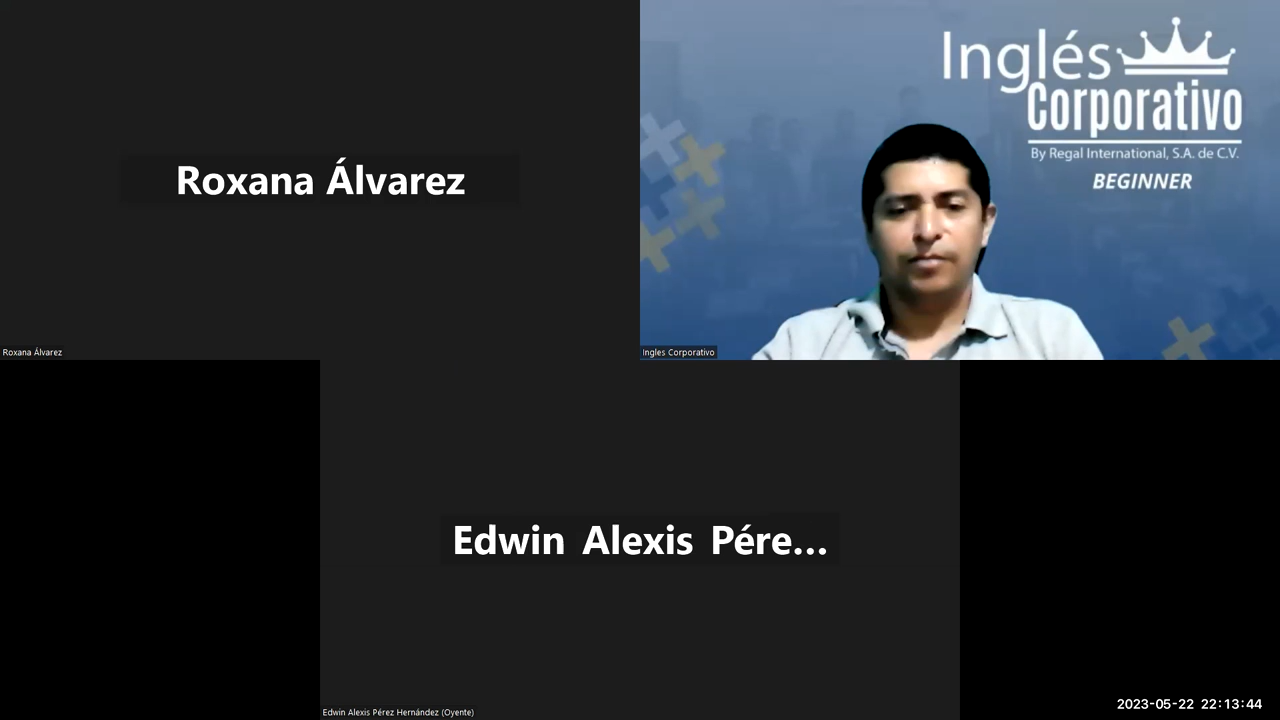 Roxana Álvarez
Roxana Álvarez
Inglés
Corporativo
By Regal International, S.A. de C.V.
BEGINNER
Ingles Corporativo
Edwin Alexis Pére...
Edwin Alexis Pérez Hernández (Oyente)
2023-05-22 22:13:44